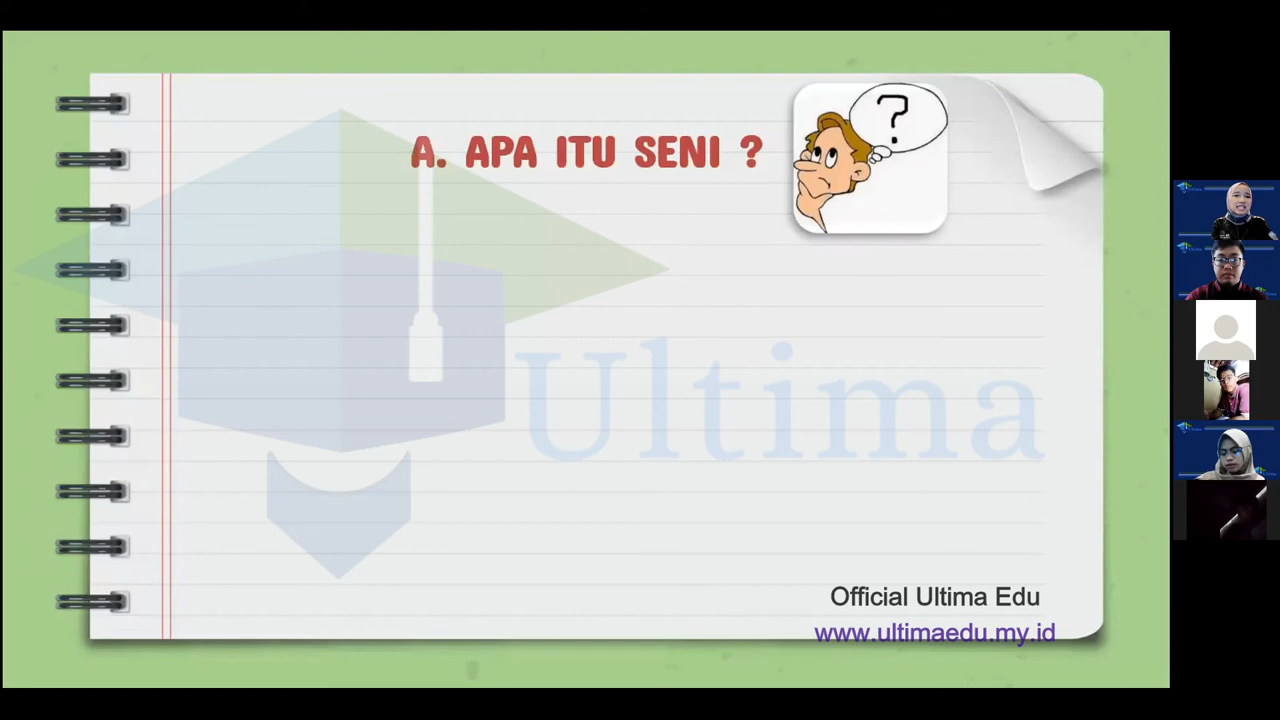 A. APA ITU SENI ?
?
Ultima
Official Ultima Edu
www.ultimaedu.my.id